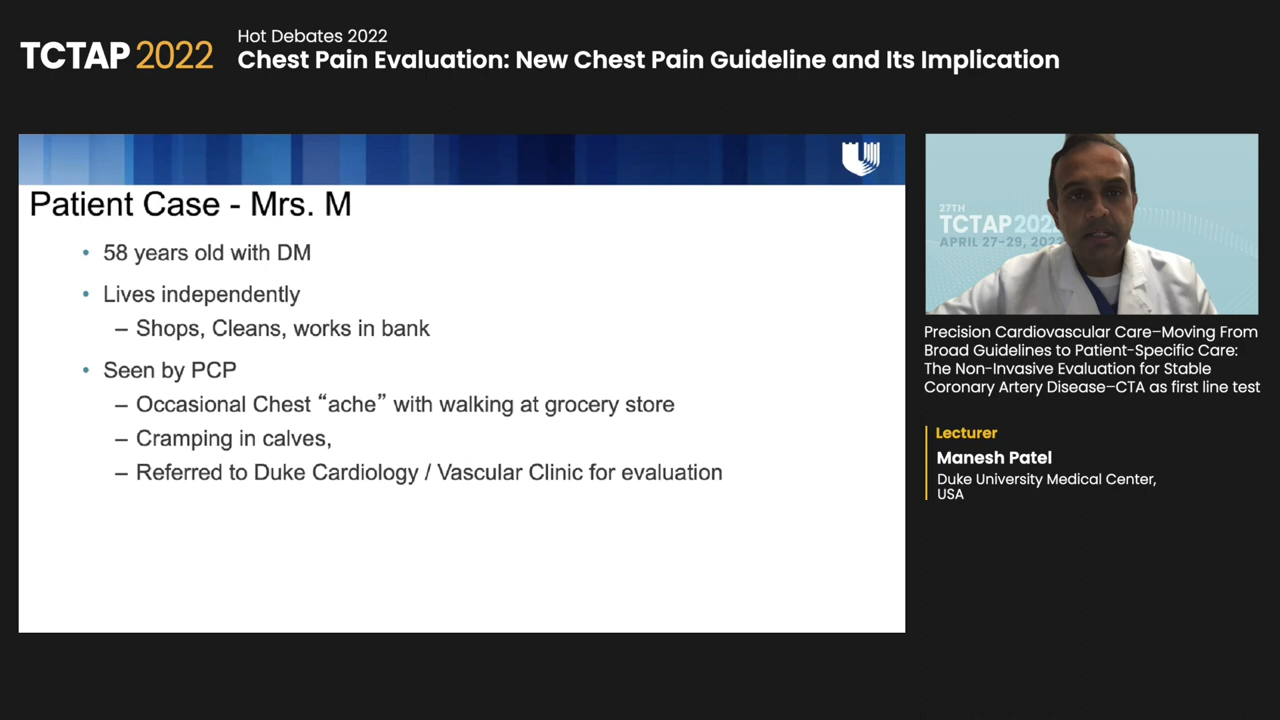 TCTAP 2022
Hot Debates 2022
Chest Pain Evaluation: New Chest Pain Guideline and Its Implication
Patient Case - Mrs. M
• 58 years old with DM
• Lives independently
– Shops, Cleans, works in bank
• Seen by PCP
– Occasional Chest “ache” with walking at grocery store
– Cramping in calves,
– Referred to Duke Cardiology / Vascular Clinic for evaluation
27TH
TCTAP 2022
APRIL 27-29, 2022
Precision Cardiovascular Care–Moving From
Broad Guidelines to Patient-Specific Care:
The Non-Invasive Evaluation for Stable
Coronary Artery Disease–CTA as first line test
Lecturer
Manesh Patel
Duke University Medical Center,
USA